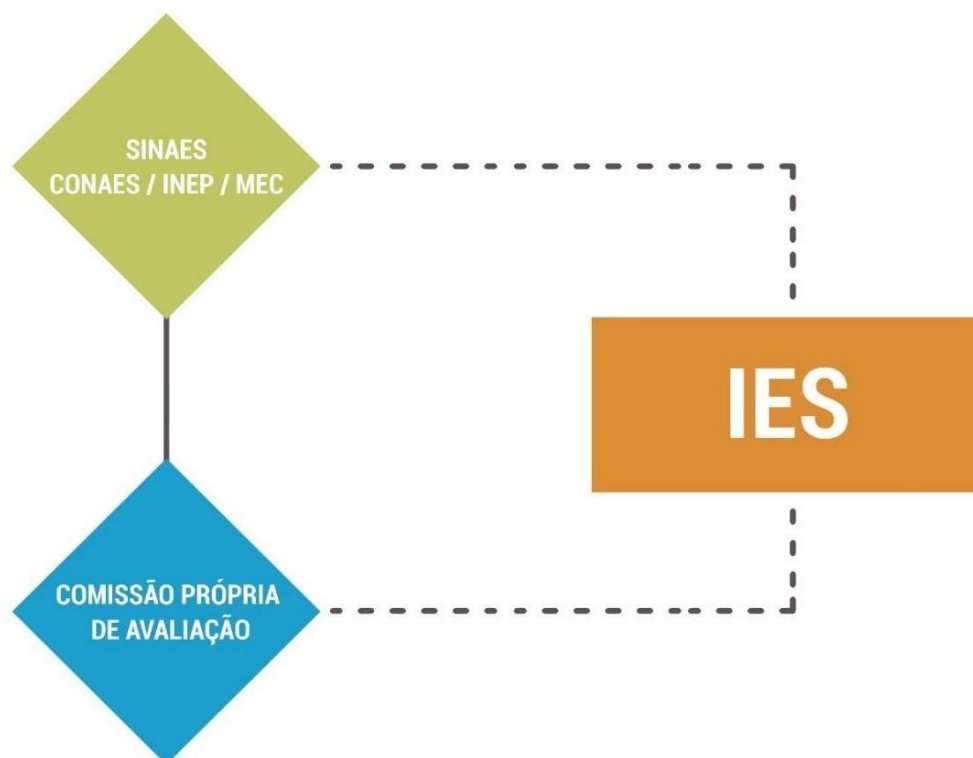 SINAES
CONAES / INEP / MEC
IES
COMISSÃO PRÓPRIA
DE AVALIAÇÃO